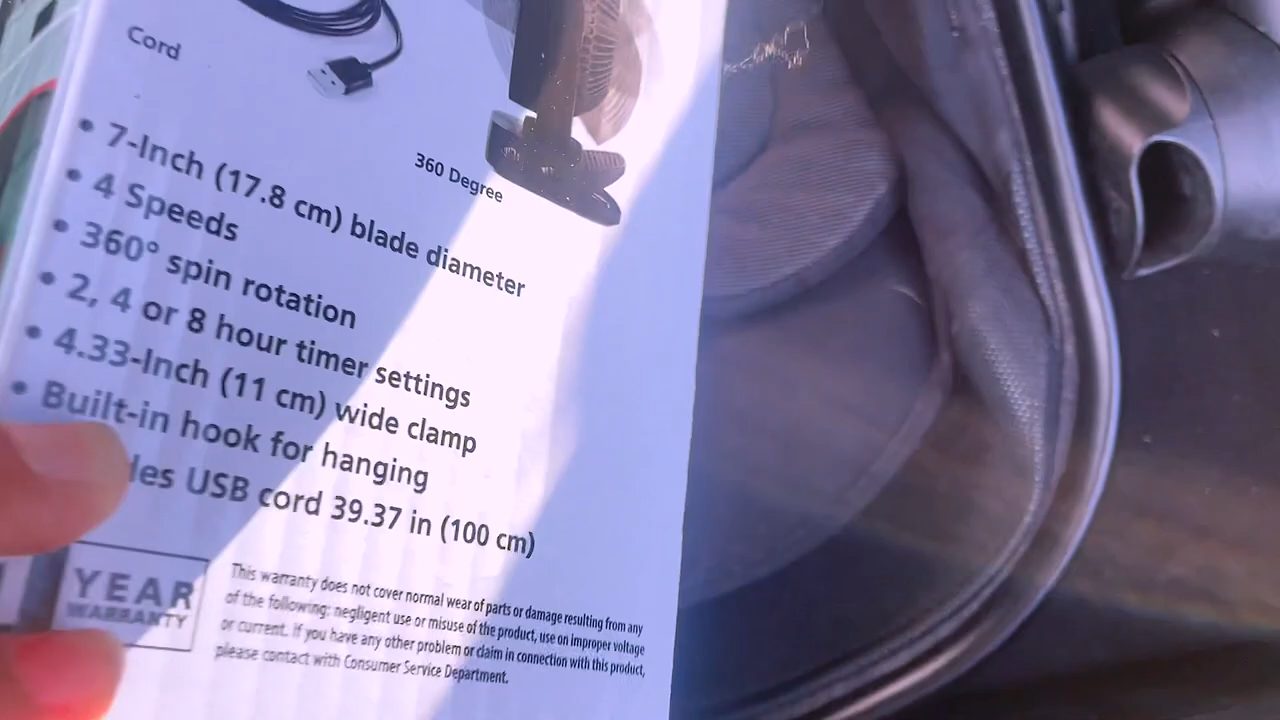 Cord
360 Degree
• 7-Inch (17.8 cm) blade diameter
• 4 Speeds
• 360° spin rotation
• 2, 4 or 8 hour timer settings
• 4.33-Inch (11 cm) wide clamp
• Built-in hook for hanging
USB cord 39.37 in (100 cm)
YEAR
WARRANTY
This warranty does not cover normal wear of parts or damage resulting from any
of the following: negligent use or misuse of the product, use on improper voltage
or current. If you have any other problem or claim in connection with this product,
please contact with Consumer Service Department.